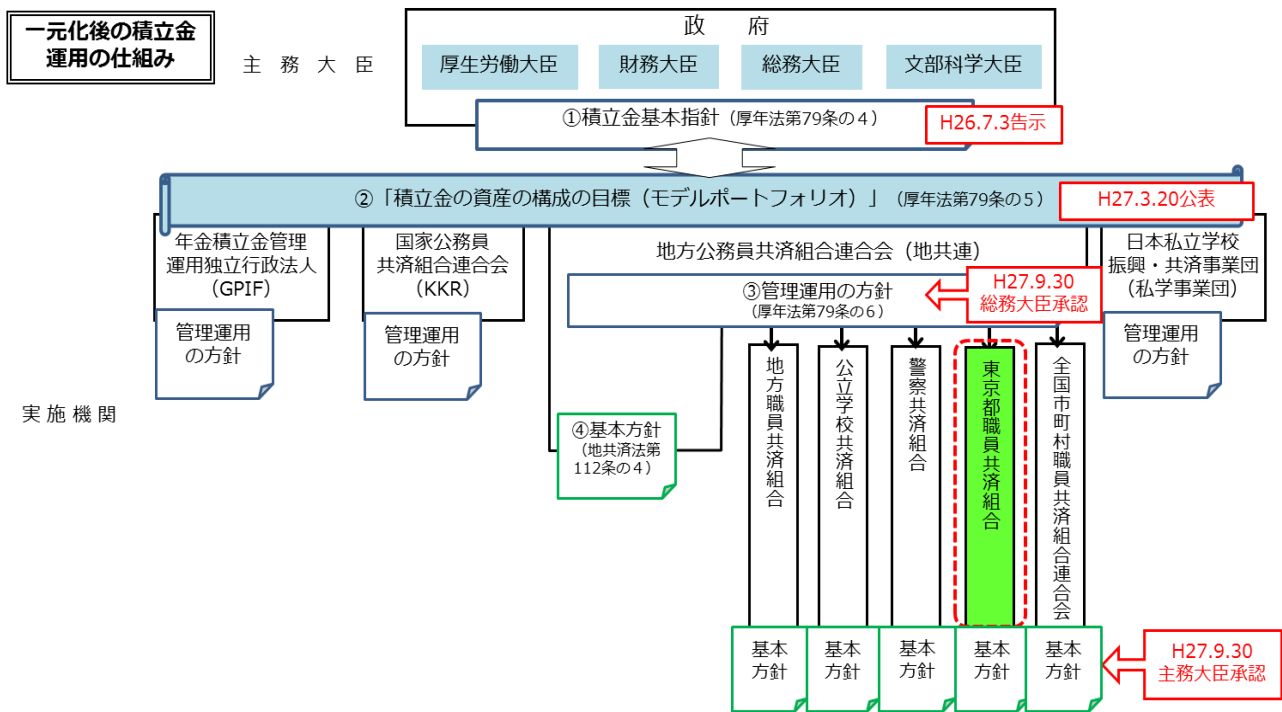 一元化後の積立金
運用の仕組み
政府
主務大臣
厚生労働大臣
財務大臣
総務大臣
文部科学大臣
①積立金基本指針（厚年法第79条の４）
H26.7.3告示
②「積立金の資産の構成の目標（モデルポートフォリオ）」（厚年法第79条の５）
H27.3.20公表
年金積立金管理
運用独立行政法人
（GPIF）
管理運用
の方針
国家公務員
共済組合連合会
（KKR）
管理運用
の方針
地方公務員共済組合連合会（地共連）
③管理運用の方針
（厚年法第79条の６）
H27.9.30
総務大臣承認
日本私立学校
振興・共済事業団
（私学事業団）
管理運用
の方針
実施機関
④基本方針
（地共済法第
112条の４）
地方職員共済組合
公立学校共済組合
警察共済組合
東京都職員共済組合
全国市町村職員共済組合連合会
基本
方針
基本
方針
基本
方針
基本
方針
基本
方針
H27.9.30
主務大臣承認